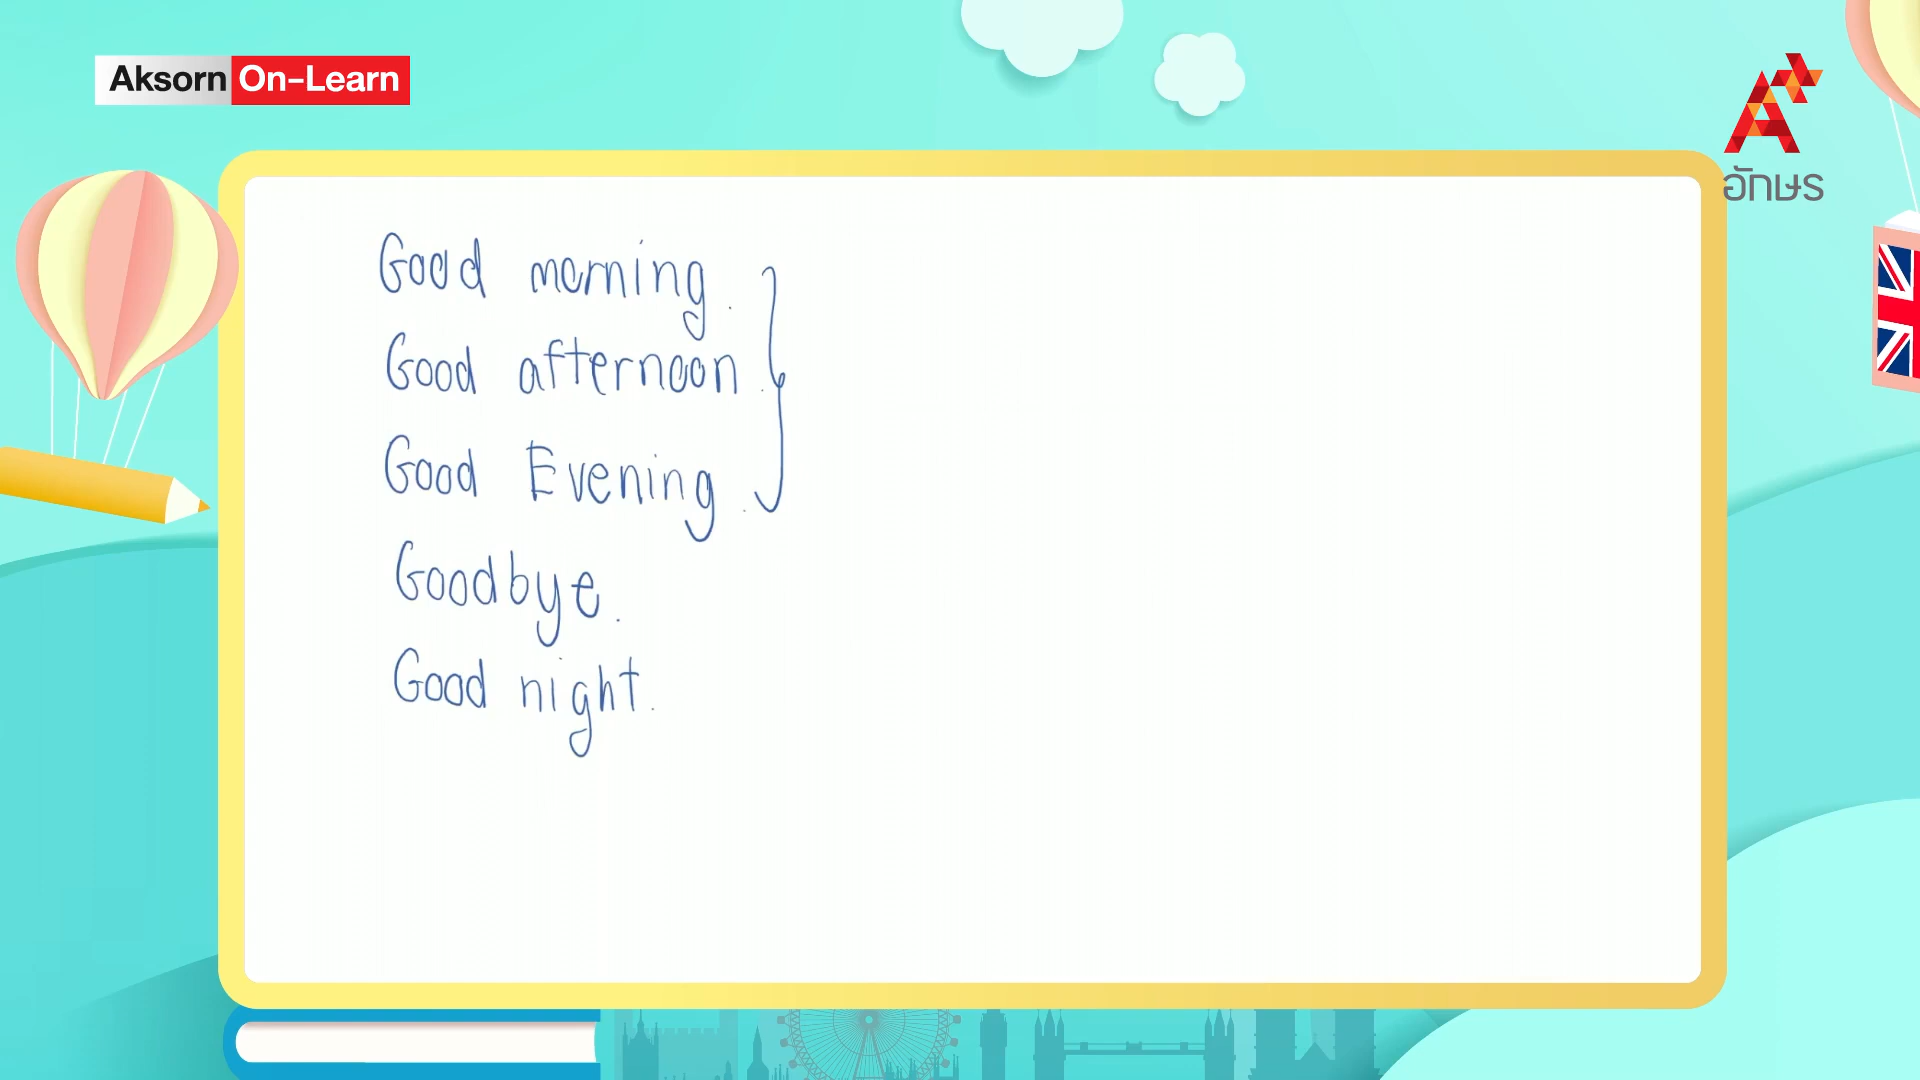 Aksorn On-Learn
อักษร
Good morning.
Good afternoon.
Good Evening.
Goodbye.
Good night.